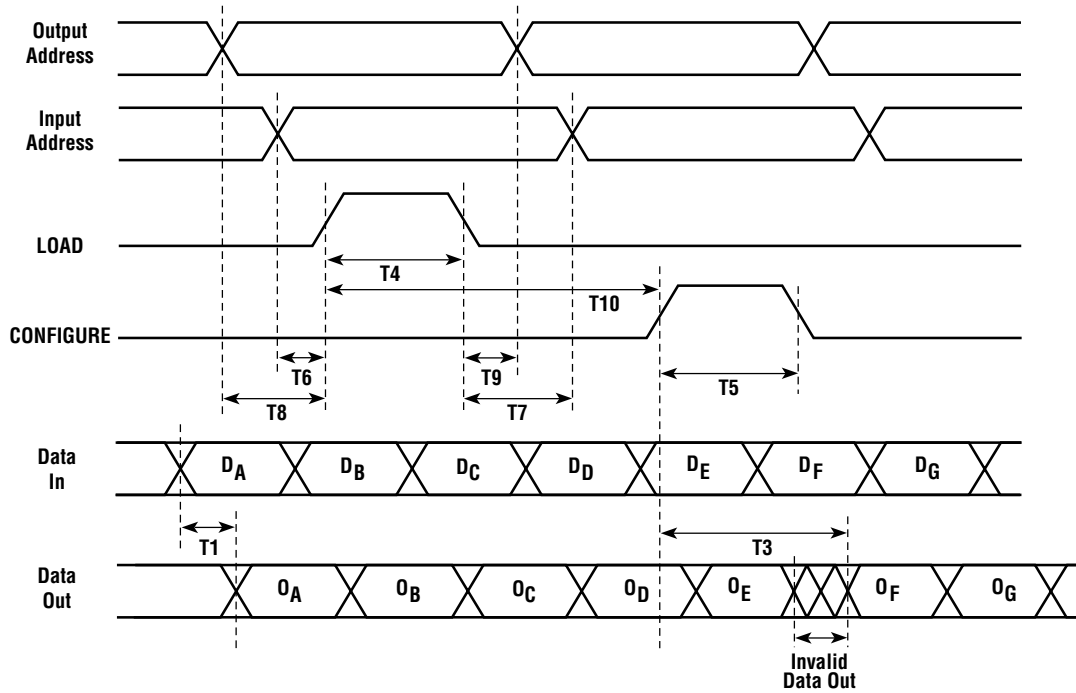 Output
Address
Input
Address
LOAD
T4
T10
CONFIGURE
T6
T9
T5
T8
T7
Data
In
DA DB DC DD DE DF DG
T1
T3
Data
Out
OA OB OC OD OE OF OG
Invalid
Data Out